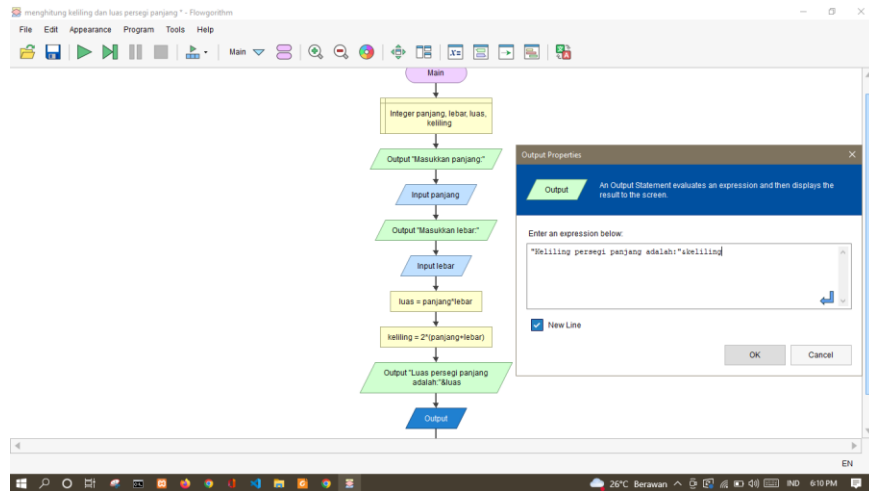 menghitung keliling dan luas persegi panjang * - Flowgorithm
File Edit Appearance Program Tools Help
Main
Main
Integer panjang, lebar, luas,
keliling
Output "Masukkan panjang:"
Input panjang
Output "Masukkan lebar:"
Input lebar
luas = panjang*lebar
keliling = 2*(panjang+lebar)
Output "Luas persegi panjang
adalah:"&luas
Output
Output Properties
Output
An Output Statement evaluates an expression and then displays the
result to the screen.
Enter an expression below:
"Keliling persegi panjang adalah:"&keliling
New Line
OK Cancel
EN
26°C Berawan IND 6:10 PM